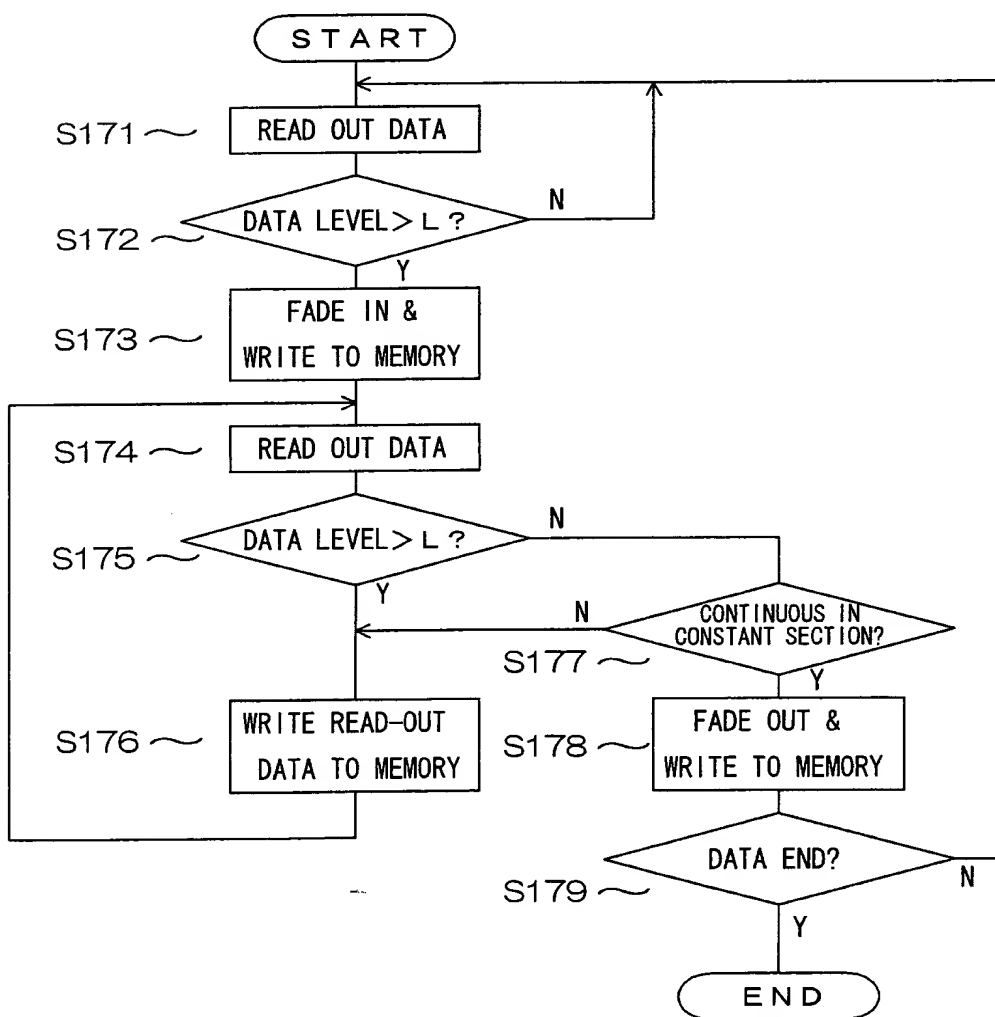 START
S171
READ OUT DATA
S172
DATA LEVEL > L ?
N
Y
S173
FADE IN &
WRITE TO MEMORY
S174
READ OUT DATA
S175
DATA LEVEL > L ?
N
Y
S177
CONTINUOUS IN
CONSTANT SECTION?
N
Y
S176
WRITE READ-OUT
DATA TO MEMORY
S178
FADE OUT &
WRITE TO MEMORY
S179
DATA END?
N
Y
END